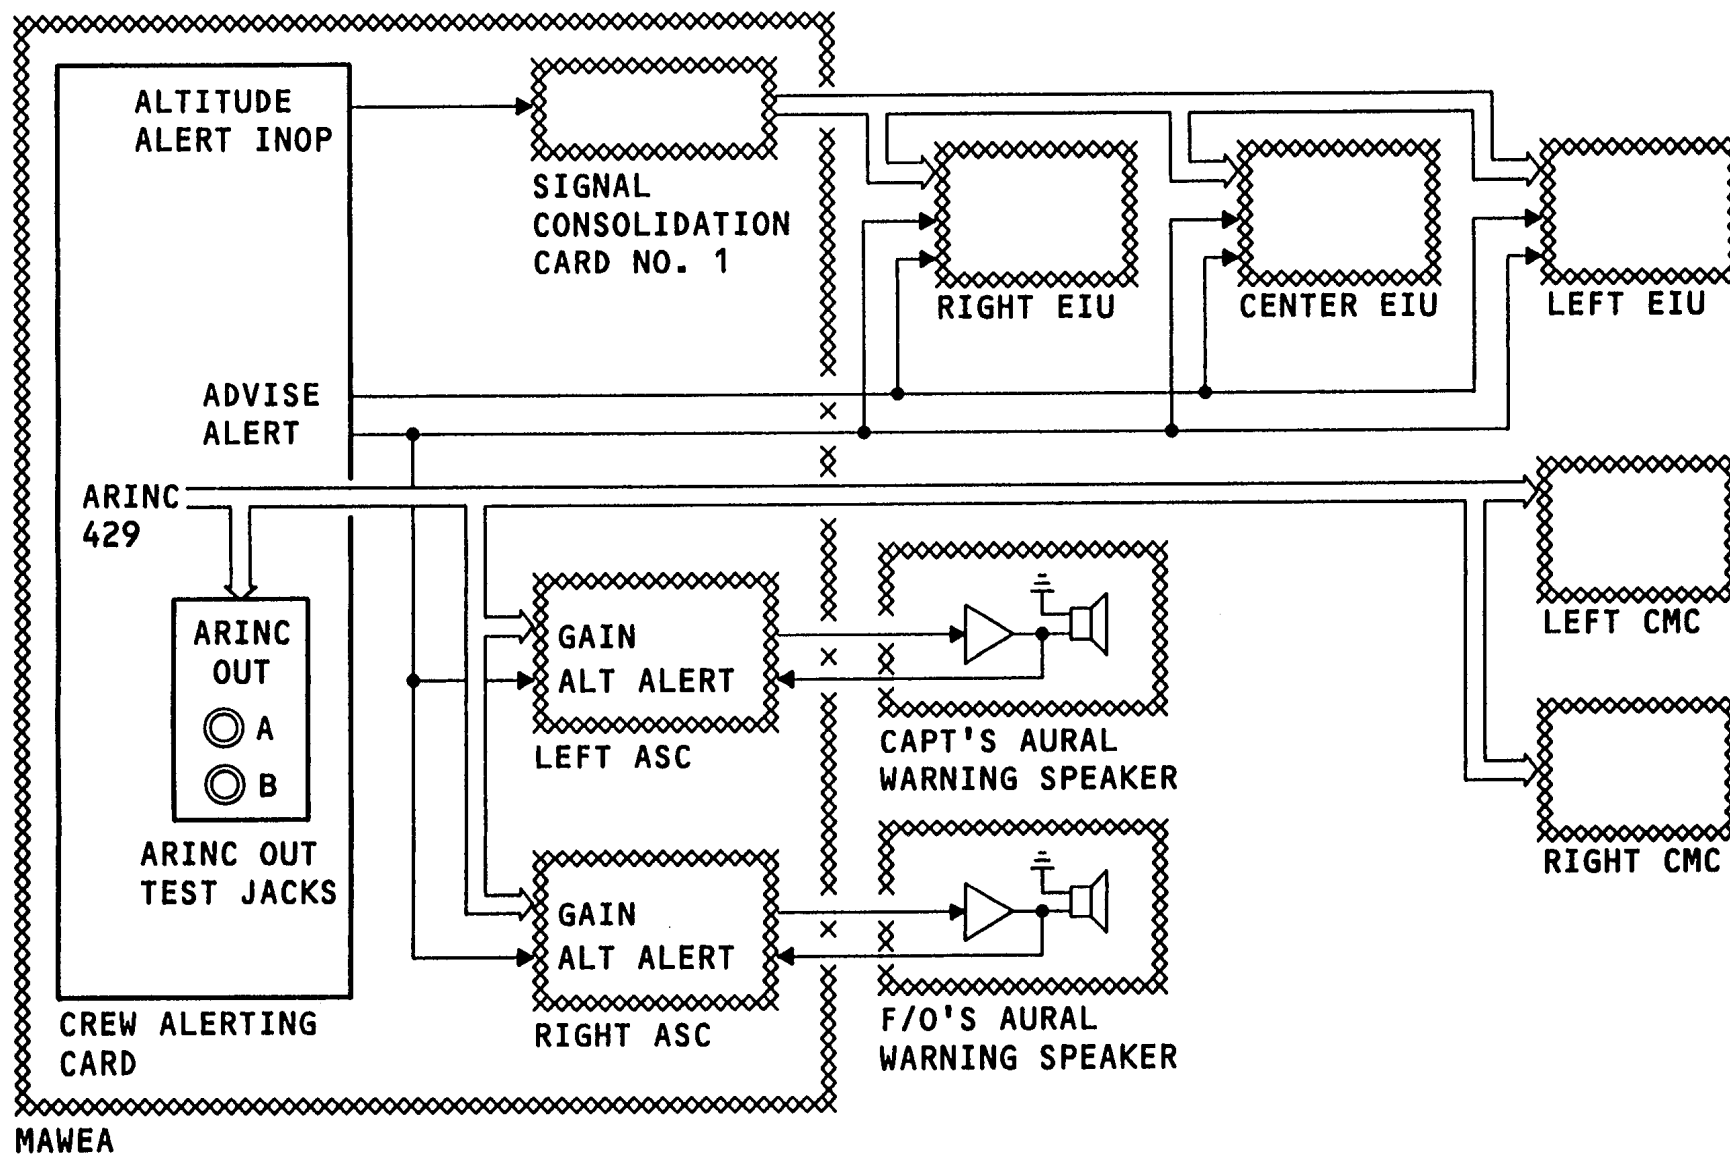 ALTITUDE
ALERT INOP
SIGNAL
CONSOLIDATION
CARD NO. 1
RIGHT EIU
CENTER EIU
LEFT EIU
ADVISE
ALERT
ARINC
429
ARINC
OUT
A
B
ARINC OUT
TEST JACKS
GAIN
ALT ALERT
LEFT ASC
CAPT'S AURAL
WARNING SPEAKER
LEFT CMC
RIGHT CMC
GAIN
ALT ALERT
RIGHT ASC
F/O'S AURAL
WARNING SPEAKER
CREW ALERTING
CARD
MAWEA